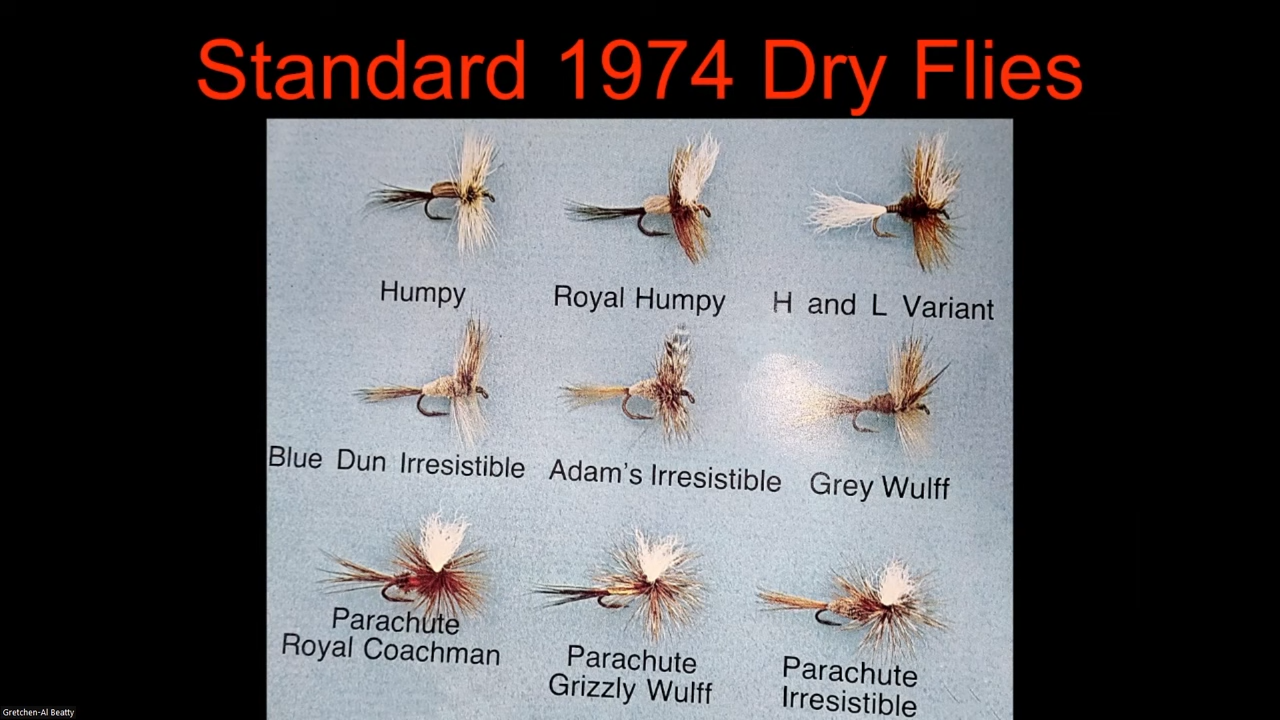 Standard 1974 Dry Flies
Humpy
Royal Humpy
H and L Variant
Blue Dun Irresistible
Adam's Irresistible
Grey Wulff
Parachute
Royal Coachman
Parachute
Grizzly Wulff
Parachute
Irresistible
Gretchen-Al Beatty